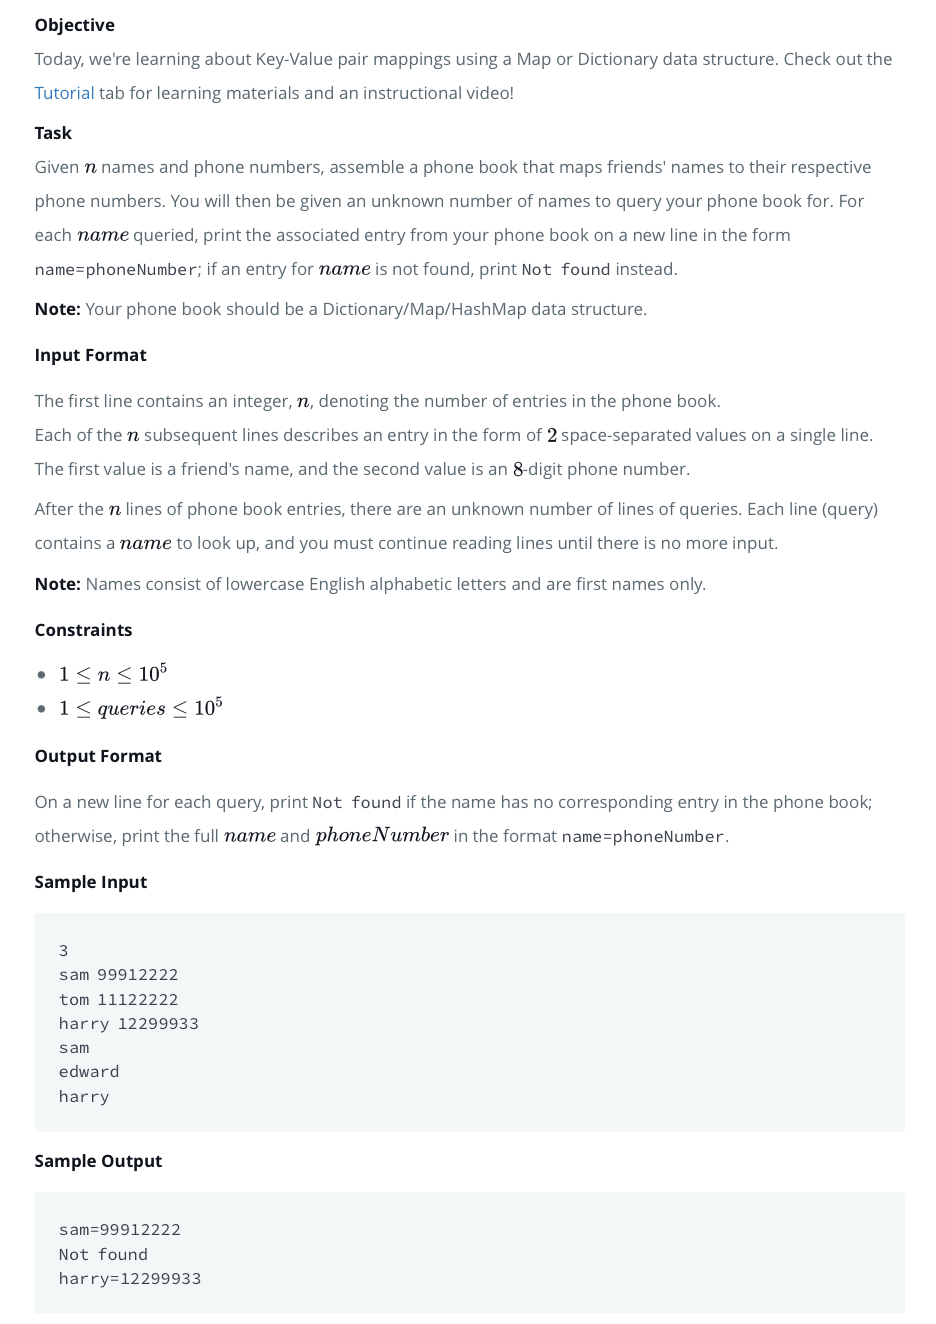 Objective
Today, we're learning about Key-Value pair mappings using a Map or Dictionary data structure. Check out the
Tutorial tab for learning materials and an instructional video!
Task
Given n names and phone numbers, assemble a phone book that maps friends' names to their respective
phone numbers. You will then be given an unknown number of names to query your phone book for. For
each name queried, print the associated entry from your phone book on a new line in the form
name=phoneNumber; if an entry for name is not found, print Not found instead.
Note: Your phone book should be a Dictionary/Map/HashMap data structure.
Input Format
The first line contains an integer, n, denoting the number of entries in the phone book.
Each of the n subsequent lines describes an entry in the form of 2 space-separated values on a single line.
The first value is a friend's name, and the second value is an 8-digit phone number.
After the n lines of phone book entries, there are an unknown number of lines of queries. Each line (query)
contains a name to look up, and you must continue reading lines until there is no more input.
Note: Names consist of lowercase English alphabetic letters and are first names only.
Constraints
• 1 ≤ n ≤ 10⁵
• 1 ≤ queries ≤ 10⁵
Output Format
On a new line for each query, print Not found if the name has no corresponding entry in the phone book;
otherwise, print the full name and phoneNumber in the format name=phoneNumber.
Sample Input
3
sam 99912222
tom 11122222
harry 12299933
sam
edward
harry
Sample Output
sam=99912222
Not found
harry=12299933